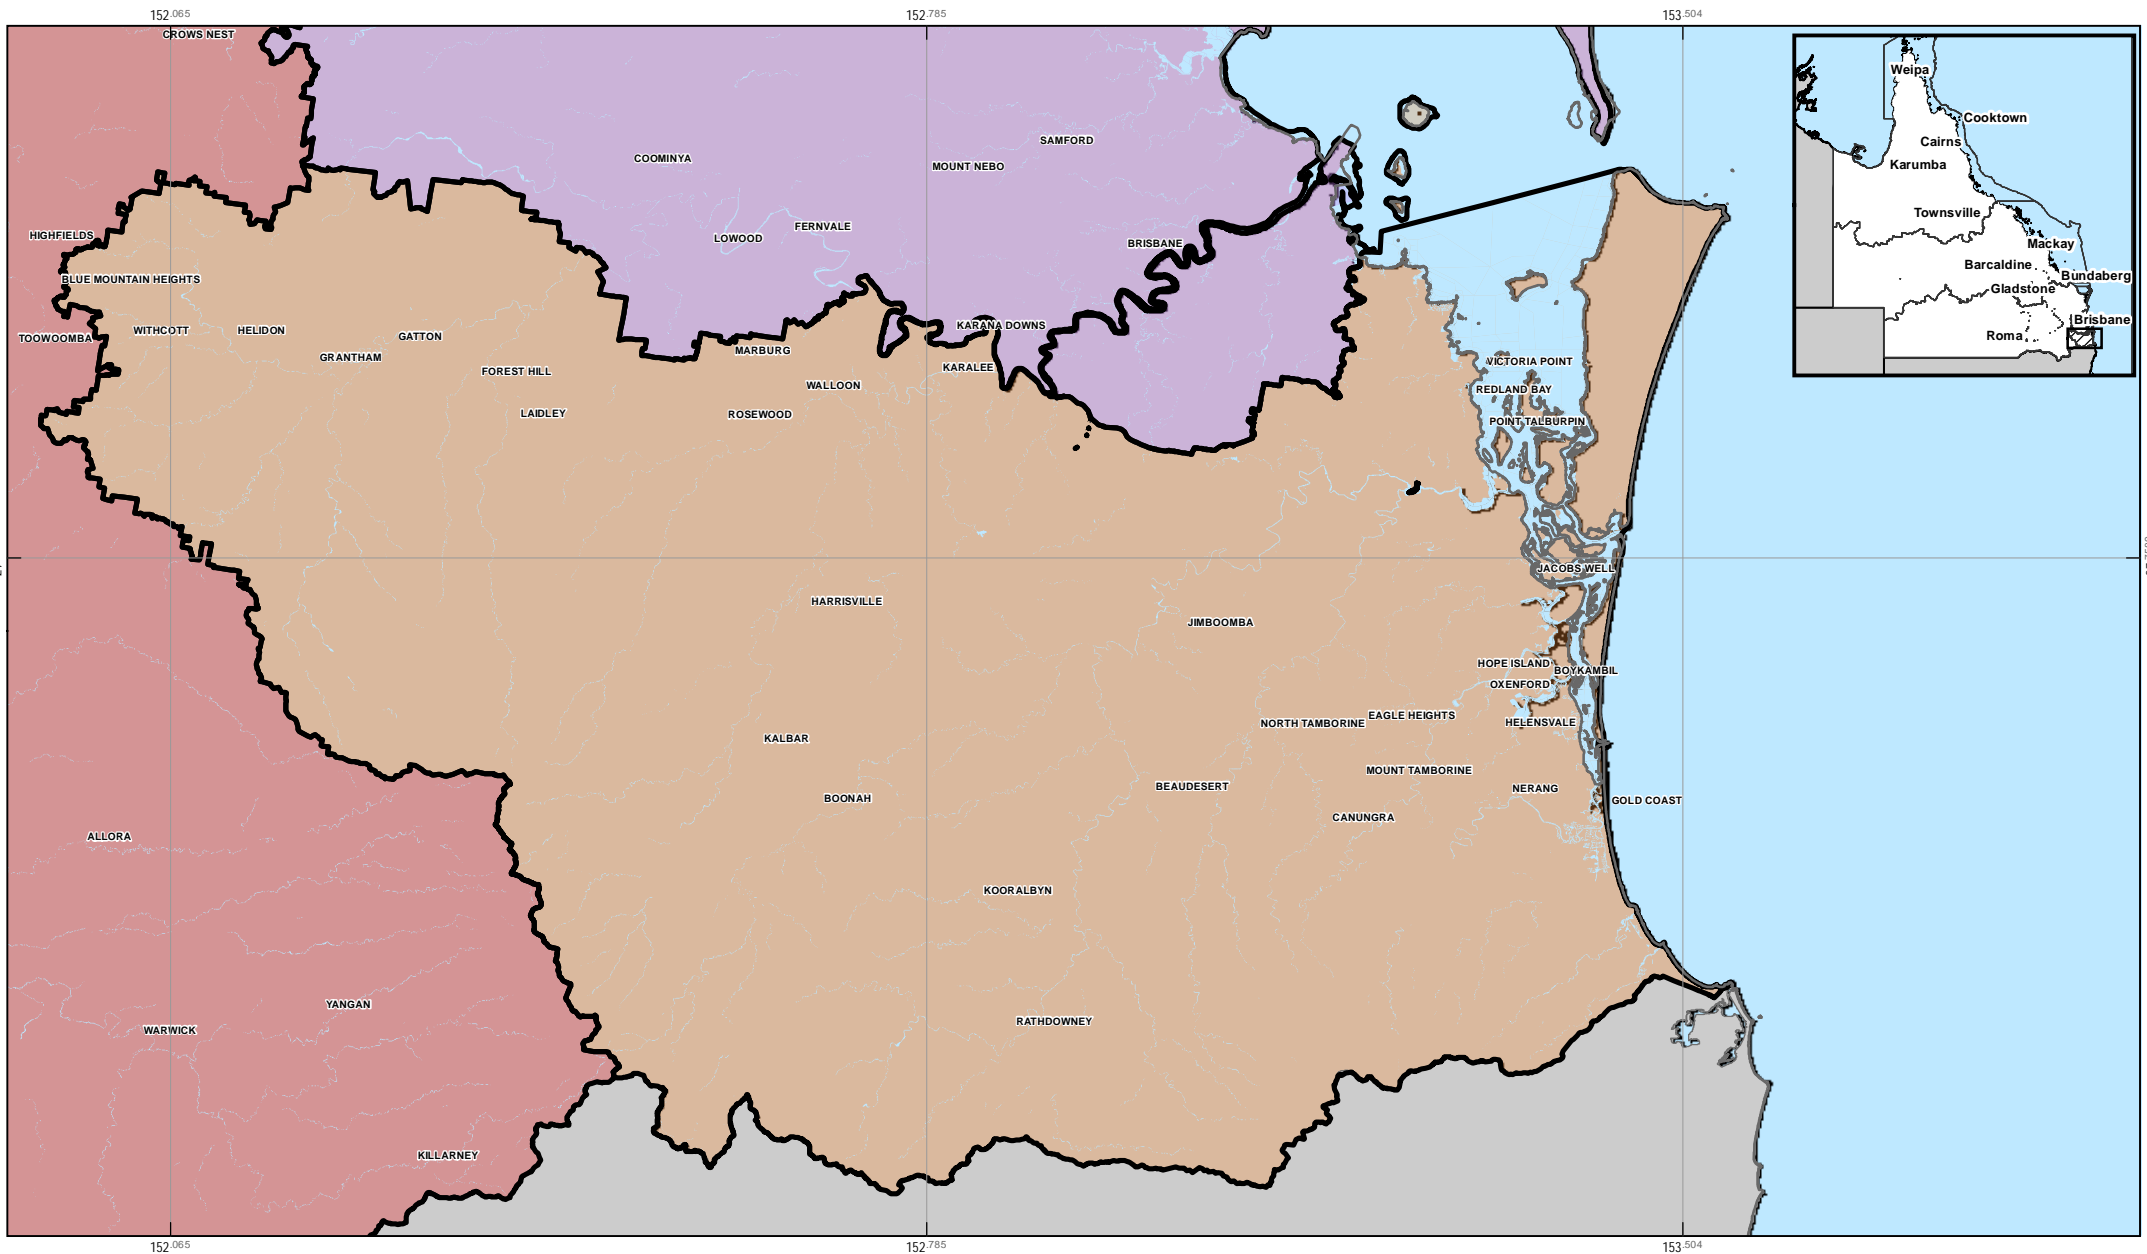 152.065
152.785
153.504
CROWS NEST
Weipa
Cooktown
Cairns
Karumba
Townsville
Mackay
Barcaldine
Bundaberg
Gladstone
Brisbane
Roma
SAMFORD
COOMINYA
MOUNT NEBO
FERNVALE
HIGHFIELDS
LOWOOD
BRISBANE
BLUE MOUNTAIN HEIGHTS
KARANA DOWNS
WITHCOTT
HELIDON
TOOWOOMBA
GATTON
MARBURG
GRANTHAM
VICTORIA POINT
KARALEE
FOREST HILL
WALLOON
REDLAND BAY
LAIDLEY
ROSEWOOD
POINT TALBURPIN
JACOBS WELL
HARRISVILLE
JIMBOOMBA
HOPE ISLAND
BOYKAMBIL
OXENFORD
EAGLE HEIGHTS
NORTH TAMBORINE
HELENSVALE
KALBAR
MOUNT TAMBORINE
BEAUDESERT
NERANG
BOONAH
GOLD COAST
CANUNGRA
ALLORA
KOORALBYN
YANGAN
RATHDOWNEY
WARWICK
KILLARNEY
152.065
152.785
153.504